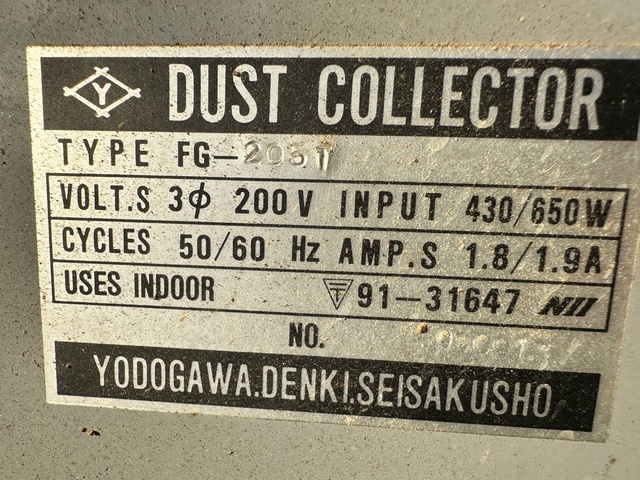 Y DUST COLLECTOR
TYPE FG-205T
VOLT.S 3φ 200V INPUT 430/650W
CYCLES 50/60 Hz AMP.S 1.8/1.9A
USES INDOOR T 91-31647
NO.
YODOGAWA.DENKI.SEISAKUSHO